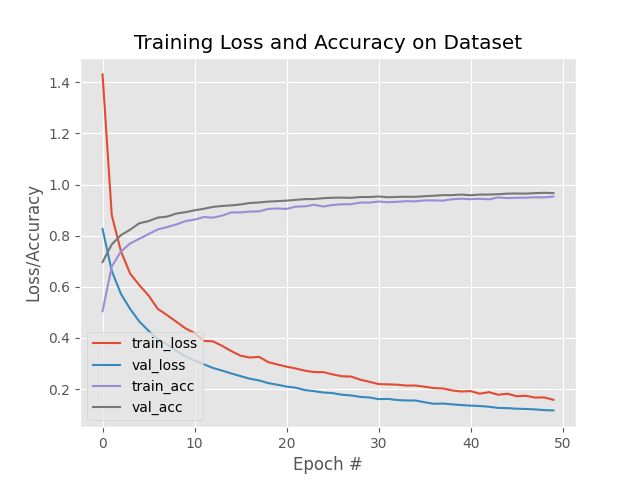 Training Loss and Accuracy on Dataset
Loss/Accuracy
1.4
1.2
1.0
0.8
0.6
0.4
0.2
train_loss
val_loss
train_acc
val_acc
0 10 20 30 40 50
Epoch #